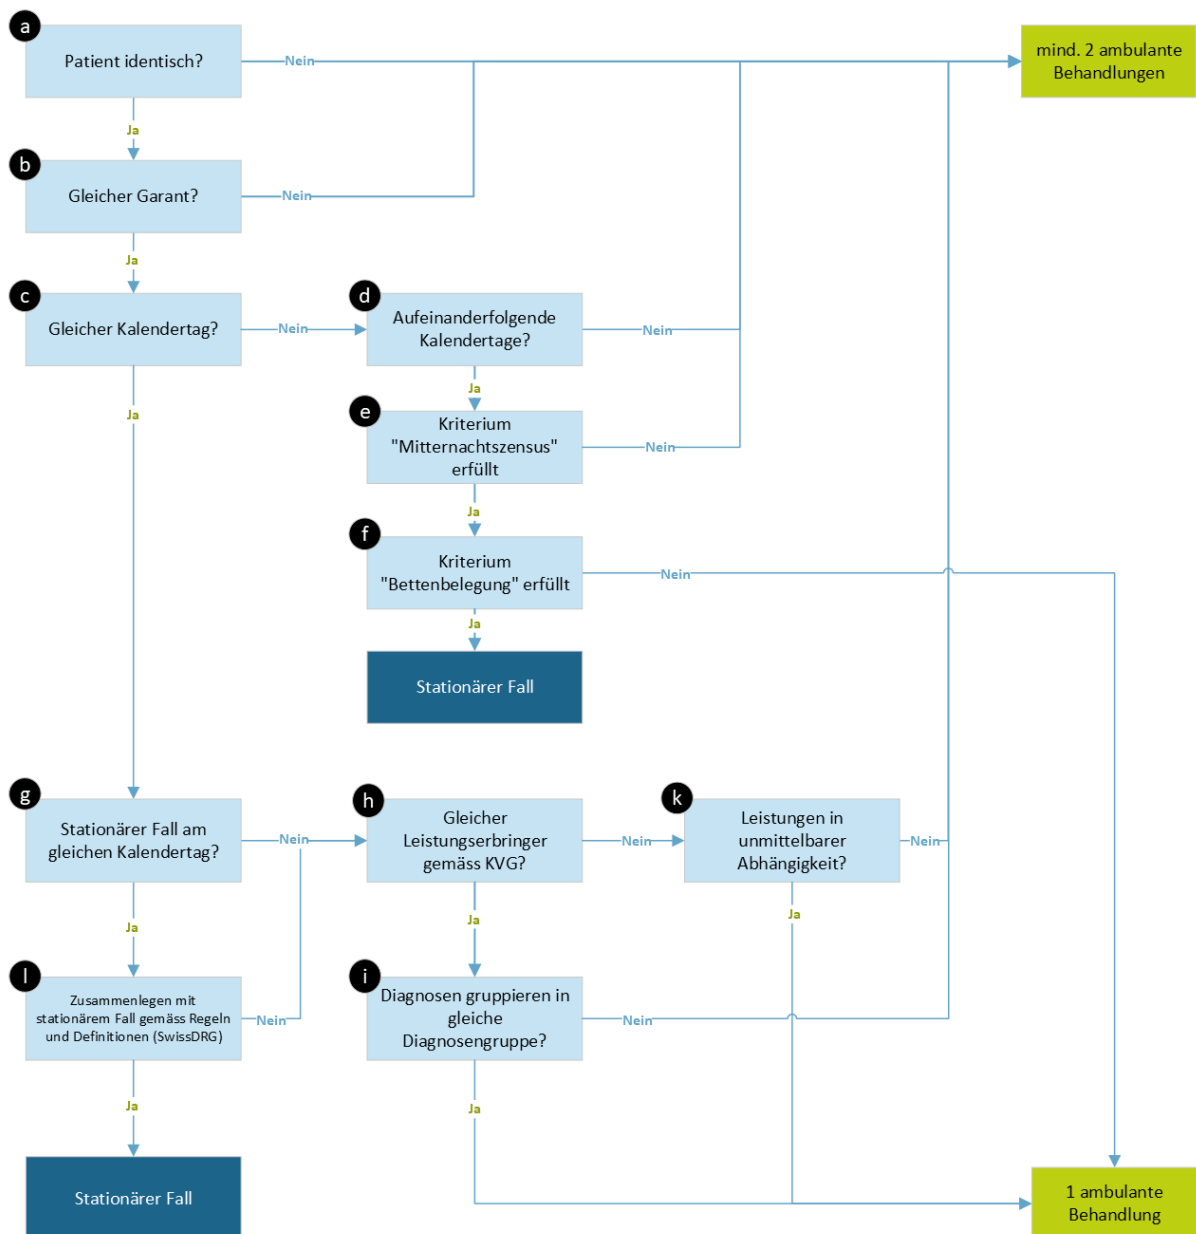 a
Patient identisch?
Nein
mind. 2 ambulante
Behandlungen
Ja
b
Gleicher Garant?
Nein
Ja
c
Gleicher Kalendertag?
Nein
d
Aufeinanderfolgende
Kalendertage?
Nein
Ja
Ja
e
Kriterium
"Mitternachtszensus"
erfüllt
Nein
Ja
f
Kriterium
"Bettenbelegung" erfüllt
Nein
Ja
Stationärer Fall
g
Stationärer Fall am
gleichen Kalendertag?
Nein
h
Gleicher
Leistungserbringer
gemäss KVG?
Nein
k
Leistungen in
unmittelbarer
Abhängigkeit?
Nein
Ja
Ja
Ja
l
Zusammenlegen mit
stationärem Fall gemäss Regeln
und Definitionen (SwissDRG)
Nein
i
Diagnosen gruppieren in
gleiche
Diagnosengruppe?
Nein
Ja
Ja
Stationärer Fall
1 ambulante
Behandlung